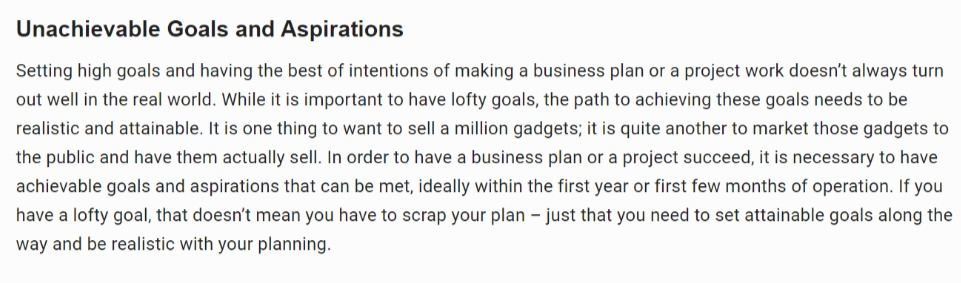 Unachievable Goals and Aspirations
Setting high goals and having the best of intentions of making a business plan or a project work doesn’t always turn
out well in the real world. While it is important to have lofty goals, the path to achieving these goals needs to be
realistic and attainable. It is one thing to want to sell a million gadgets; it is quite another to market those gadgets to
the public and have them actually sell. In order to have a business plan or a project succeed, it is necessary to have
achievable goals and aspirations that can be met, ideally within the first year or first few months of operation. If you
have a lofty goal, that doesn’t mean you have to scrap your plan – just that you need to set attainable goals along the
way and be realistic with your planning.